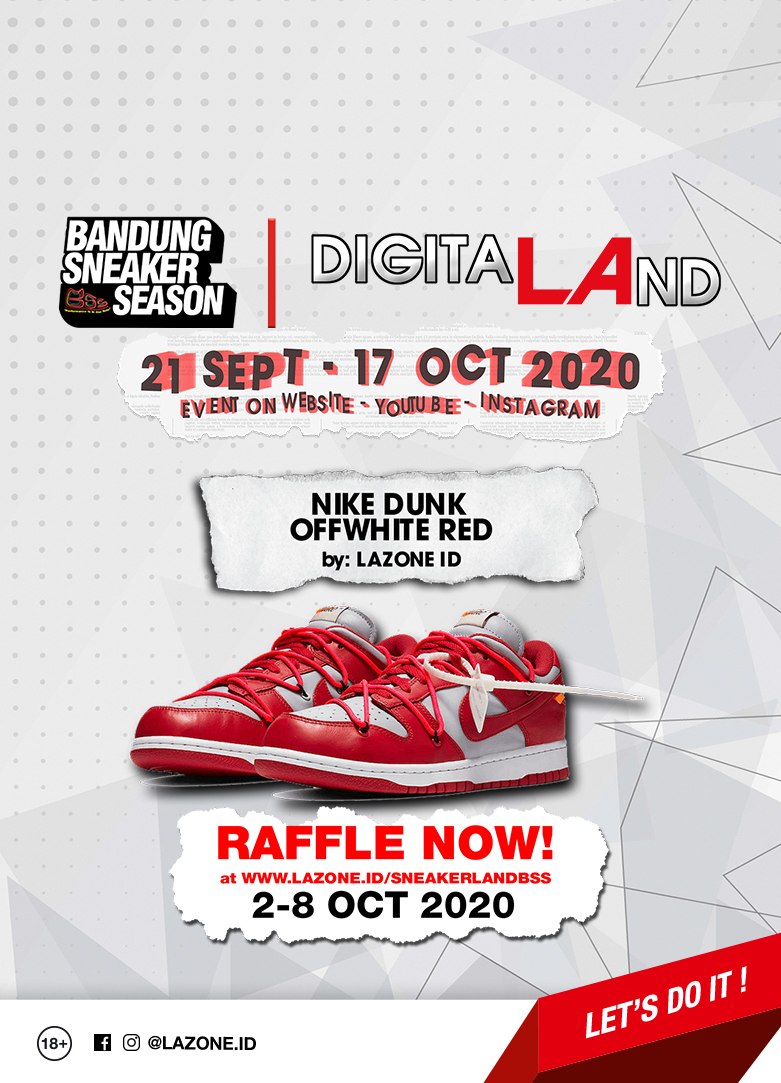 BANDUNG
SNEAKER
SEASON
DIGITALAND
21 SEPT - 17 OCT 2020
EVENT ON WEBSITE - YOUTUBE - INSTAGRAM
NIKE DUNK
OFFWHITE RED
by: LAZONE ID
RAFFLE NOW!
at WWW.LAZONE.ID/SNEAKERLANDBSS
2-8 OCT 2020
LET'S DO IT !
18+
@LAZONE.ID